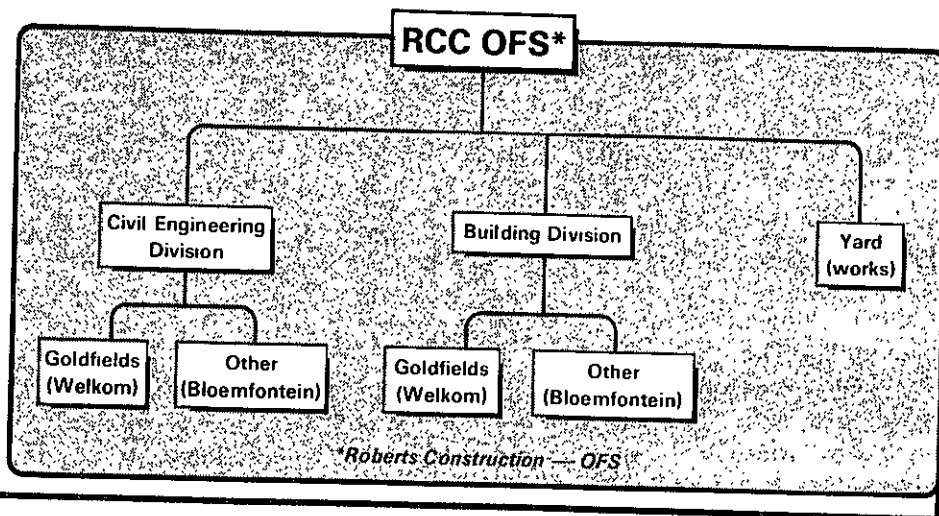 RCC OFS*
Civil Engineering
Division
Building Division
Yard
(works)
Goldfields
(Welkom)
Other
(Bloemfontein)
Goldfields
(Welkom)
Other
(Bloemfontein)
*Roberts Construction — OFS